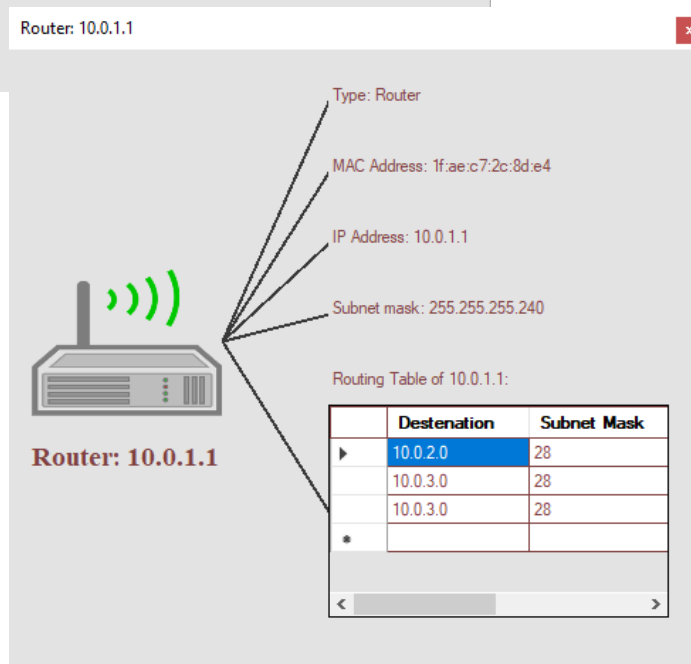 Router: 10.0.1.1
x
Type: Router
MAC Address: 1f:ae:c7:2c:8d:e4
IP Address: 10.0.1.1
Subnet mask: 255.255.255.240
Routing Table of 10.0.1.1:
Destenation Subnet Mask
10.0.2.0 28
10.0.3.0 28
10.0.3.0 28
Router: 10.0.1.1